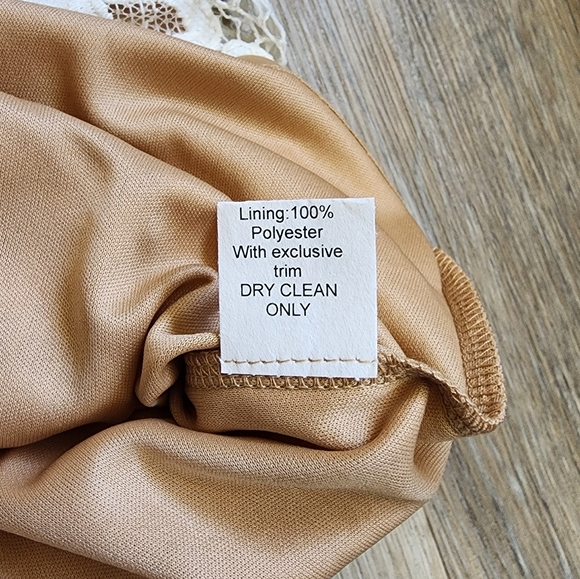 Lining:100%
Polyester
With exclusive
trim
DRY CLEAN
ONLY